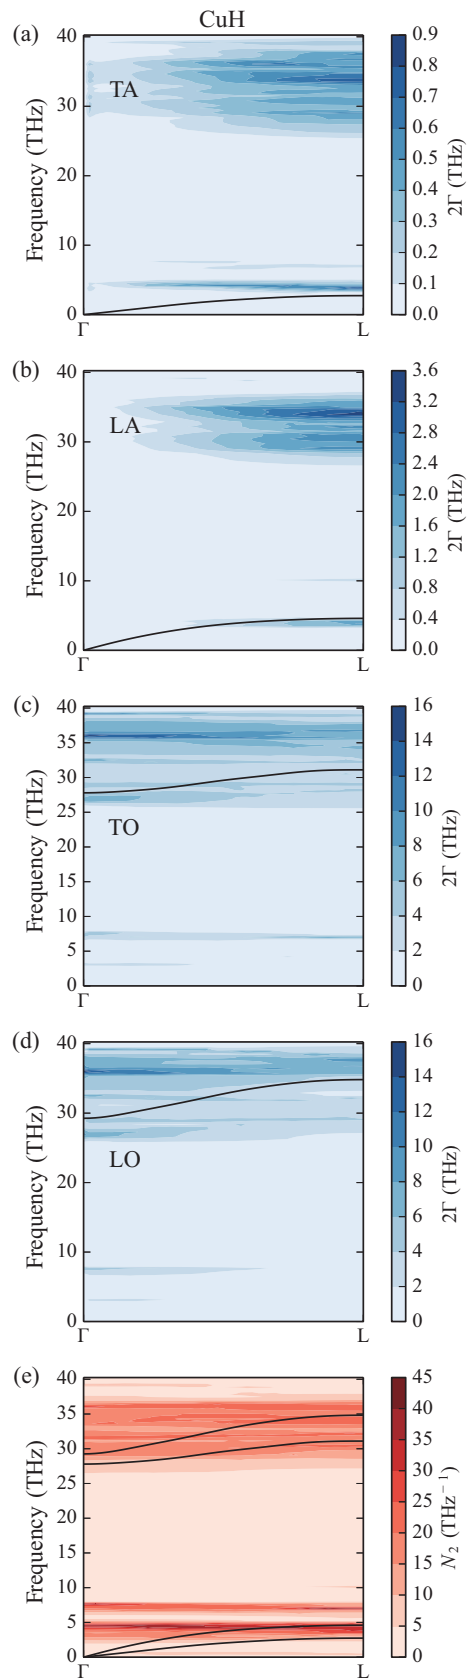 CuH
(a)
TA
Frequency (THz)
40
30
20
10
0
Γ
L
0.9
0.8
0.7
0.6
0.5
0.4
0.3
0.2
0.1
0.0
2Γ (THz)
(b)
LA
Frequency (THz)
40
30
20
10
0
Γ
L
3.6
3.2
2.8
2.4
2.0
1.6
1.2
0.8
0.4
0.0
2Γ (THz)
(c)
TO
Frequency (THz)
40
35
30
25
20
15
10
5
0
Γ
L
16
14
12
10
8
6
4
2
0
2Γ (THz)
(d)
LO
Frequency (THz)
40
30
20
10
0
Γ
L
16
14
12
10
8
6
4
2
0
2Γ (THz)
(e)
Frequency (THz)
40
35
30
25
20
15
10
5
0
Γ
L
45
40
35
30
25
20
15
10
5
0
N₂ (THz⁻¹)